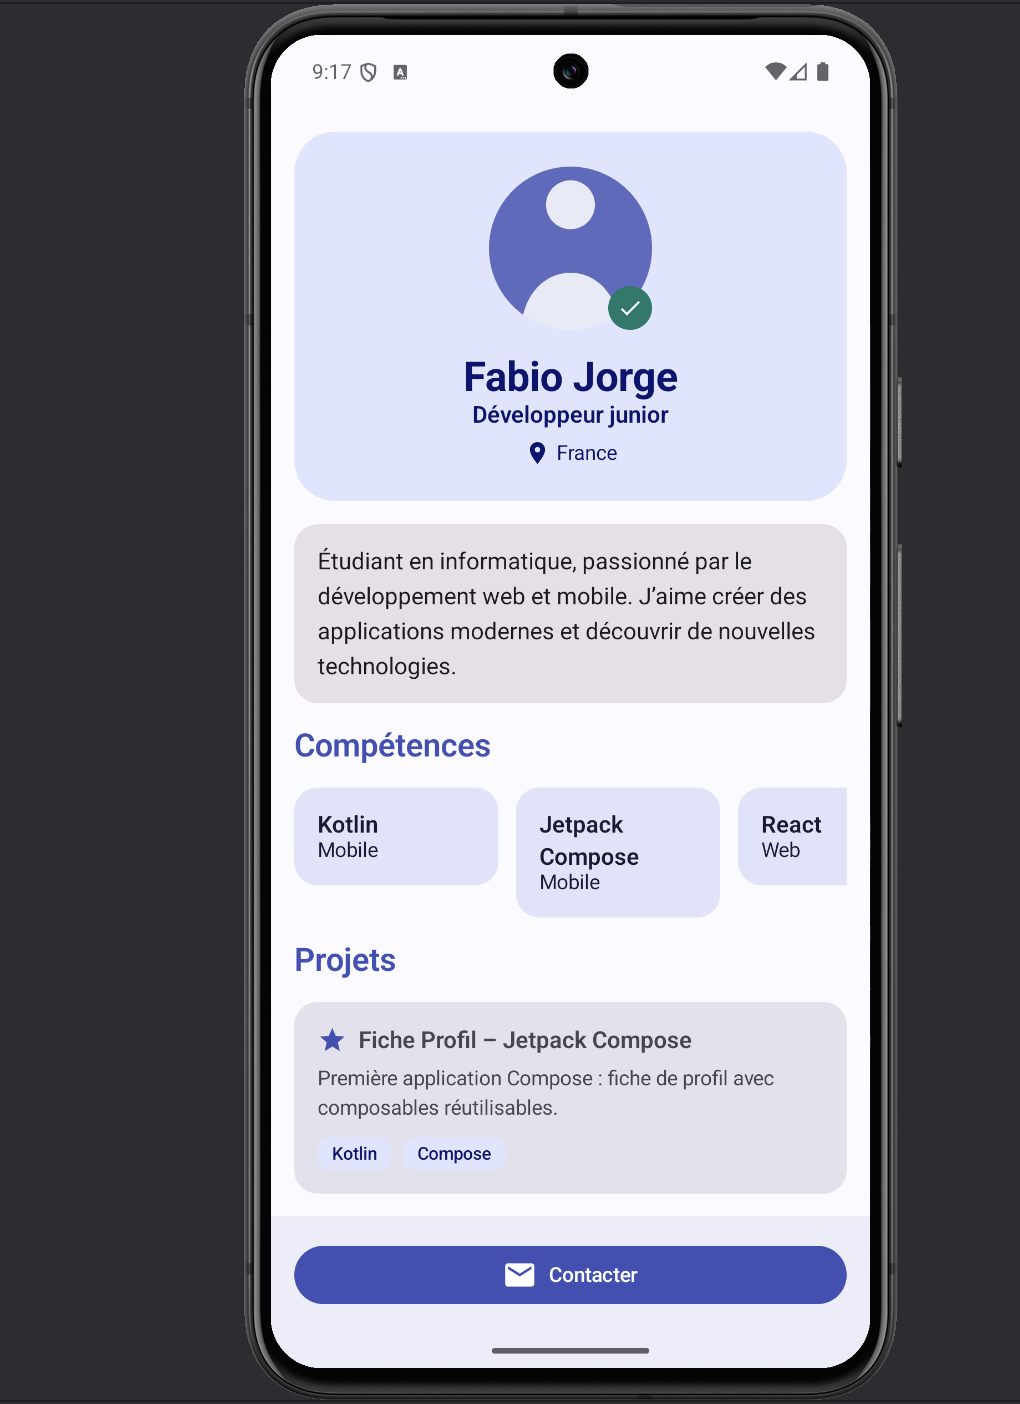 9:17
A
Fabio Jorge
Développeur junior
France
Étudiant en informatique, passionné par le
développement web et mobile. J’aime créer des
applications modernes et découvrir de nouvelles
technologies.
Compétences
Kotlin
Mobile
Jetpack
Compose
Mobile
React
Web
Projets
Fiche Profil – Jetpack Compose
Première application Compose : fiche de profil avec
composables réutilisables.
Kotlin
Compose
Contacter